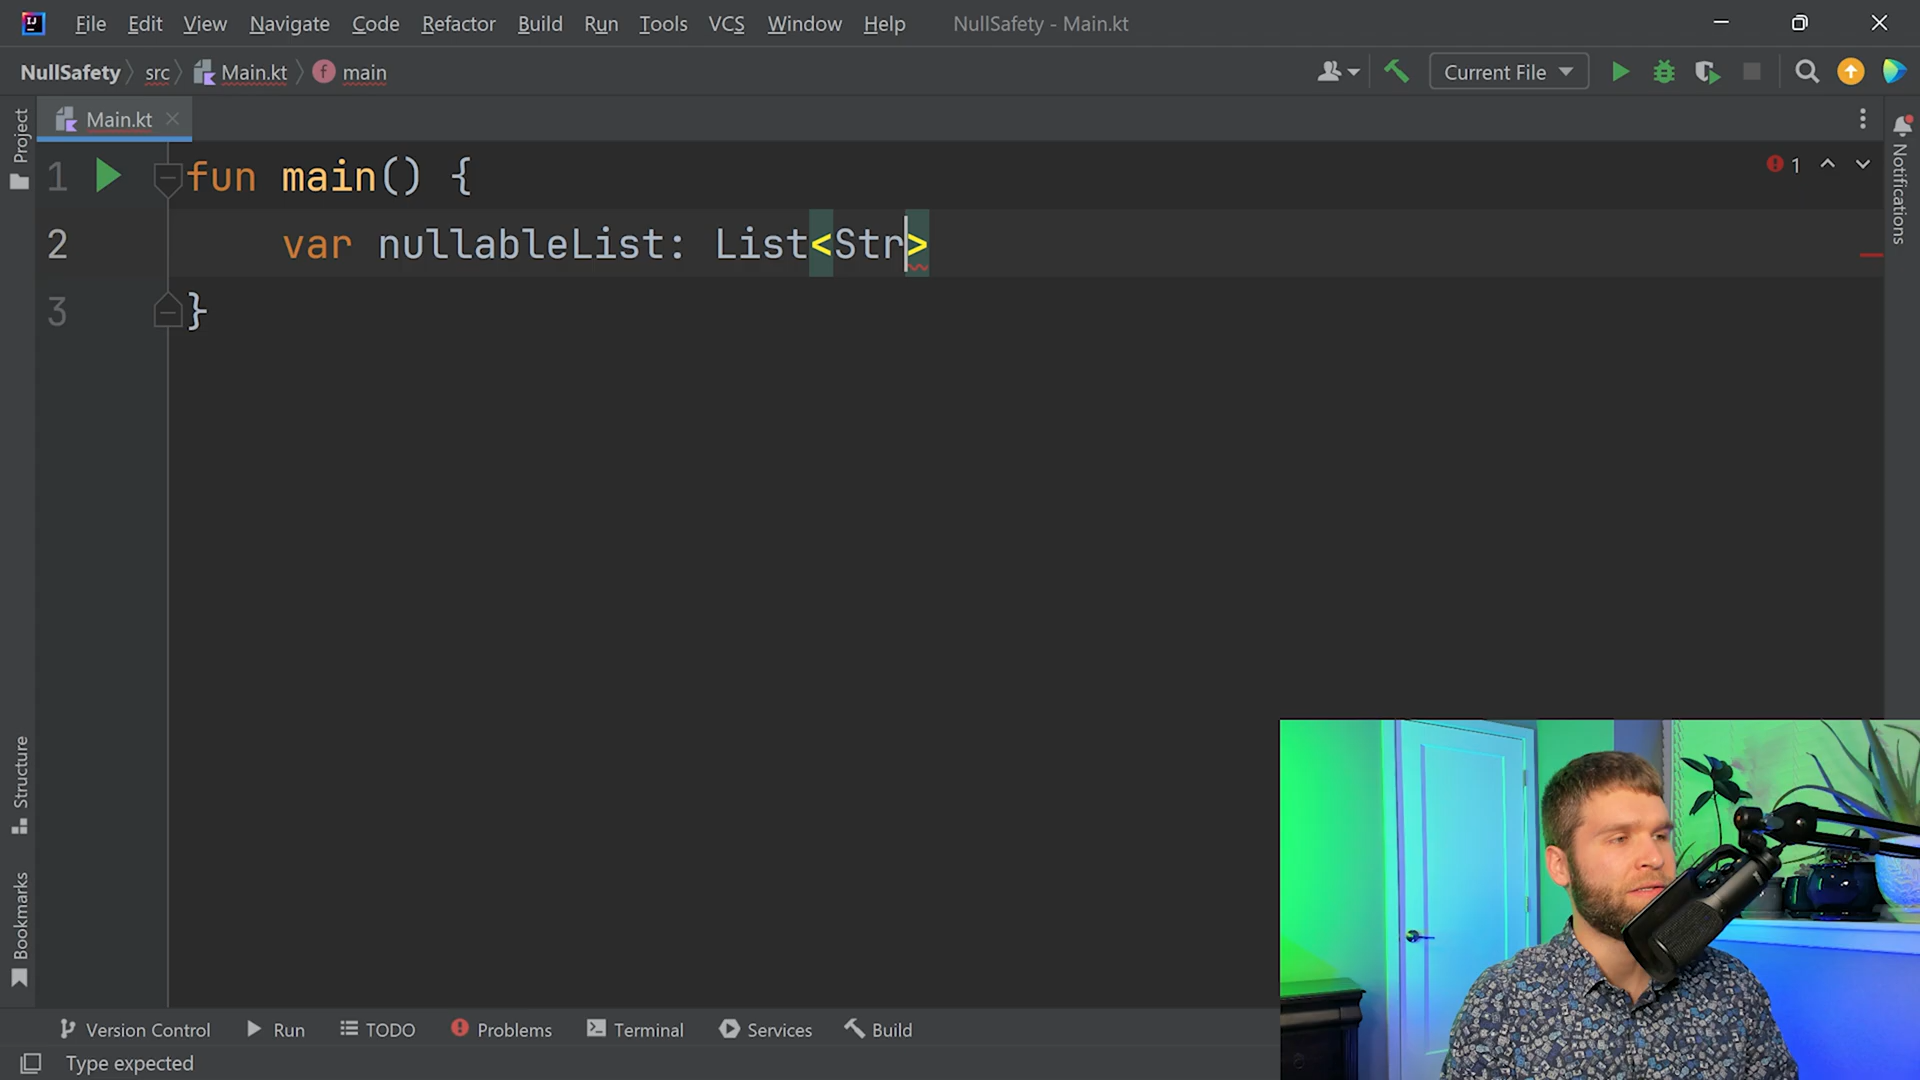 File Edit View Navigate Code Refactor Build Run Tools VCS Window Help NullSafety - Main.kt
NullSafety src Main.kt main Current File
Project
Main.kt
Notifications
1 fun main() {
1
2 var nullableList: List<Str>
3 }
Structure
Bookmarks
Version Control Run TODO Problems Terminal Services Build
Type expected